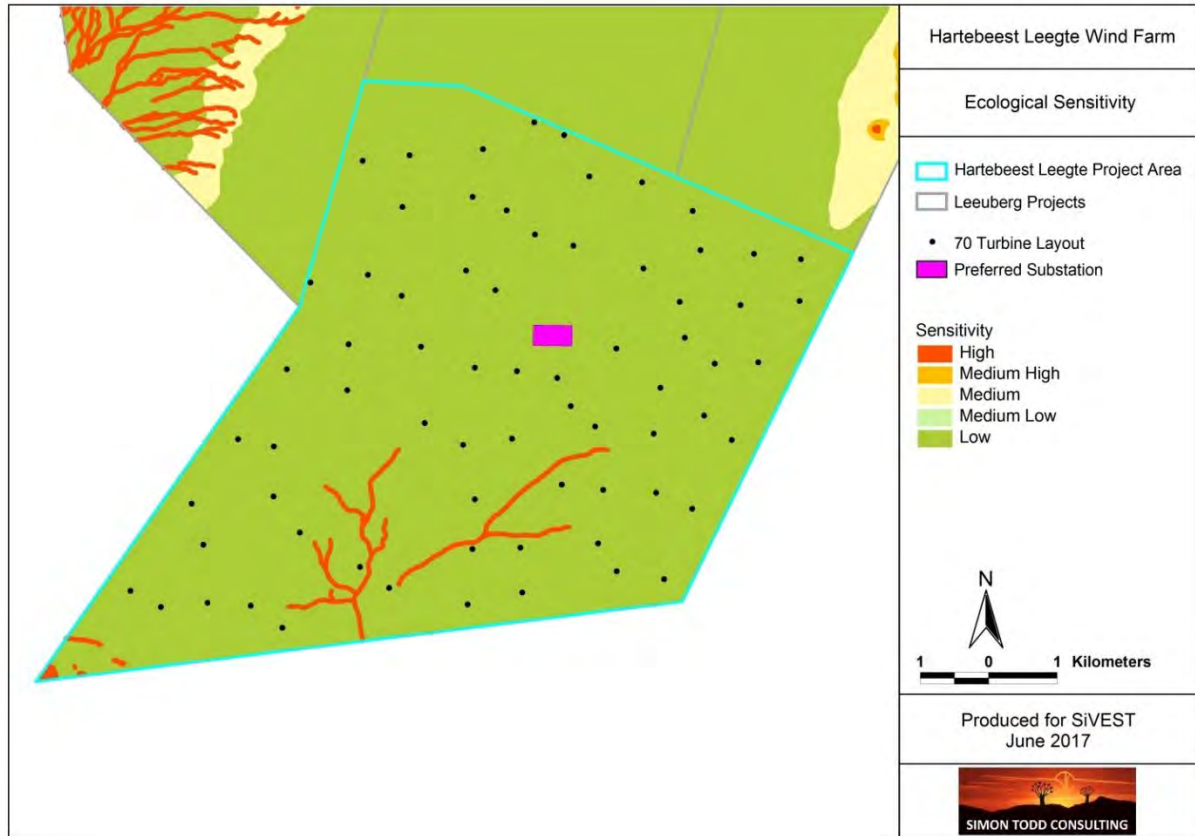 Hartebeest Leegte Wind Farm
Ecological Sensitivity
Hartebeest Leegte Project Area
Leeuberg Projects
70 Turbine Layout
Preferred Substation
Sensitivity
High
Medium High
Medium
Medium Low
Low
N
1 0 1 Kilometers
Produced for SiVEST
June 2017
SIMON TODD CONSULTING